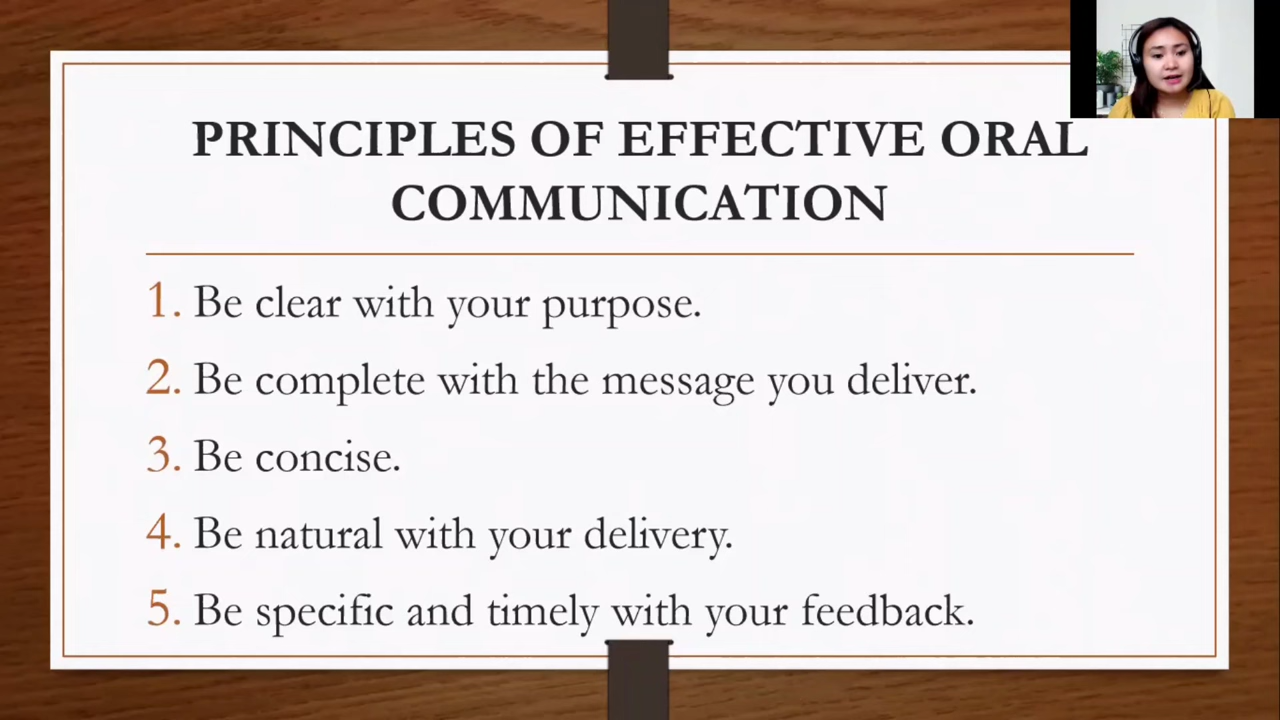 PRINCIPLES OF EFFECTIVE ORAL
COMMUNICATION
1. Be clear with your purpose.
2. Be complete with the message you deliver.
3. Be concise.
4. Be natural with your delivery.
5. Be specific and timely with your feedback.